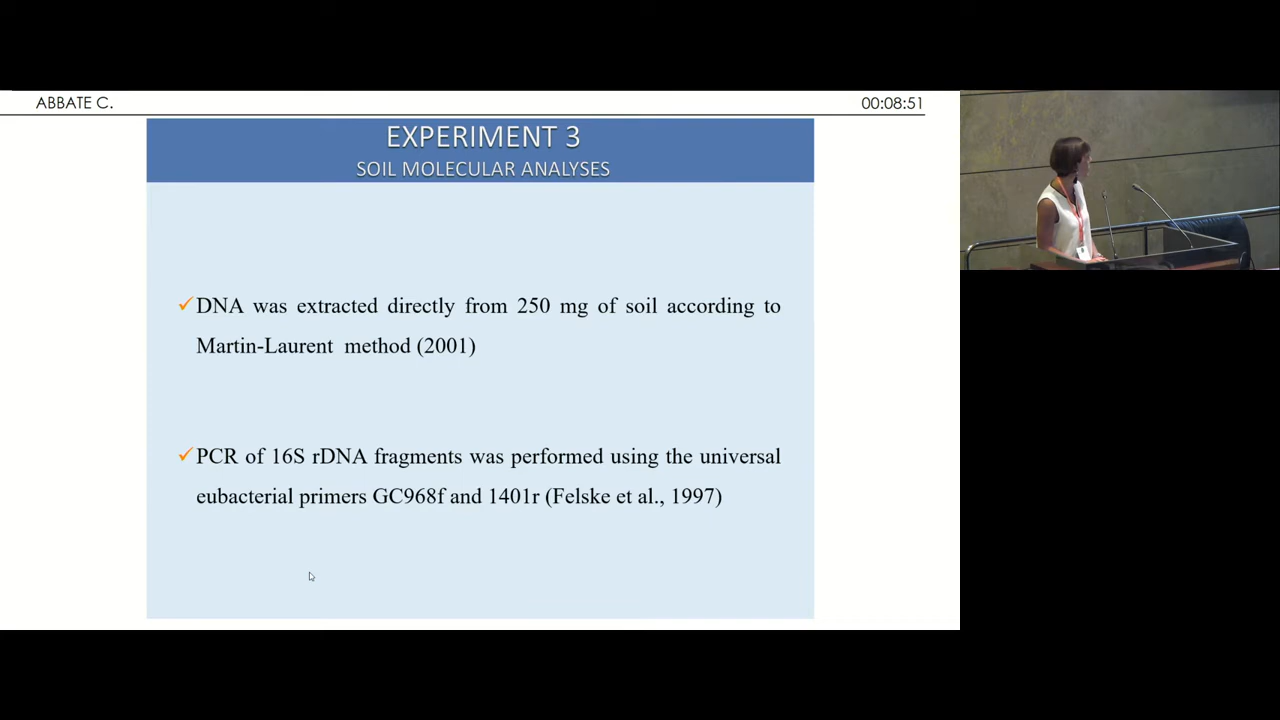 ABBATE C.
00:08:51
EXPERIMENT 3
SOIL MOLECULAR ANALYSES
DNA was extracted directly from 250 mg of soil according to
Martin-Laurent method (2001)
PCR of 16S rDNA fragments was performed using the universal
eubacterial primers GC968f and 1401r (Felske et al., 1997)